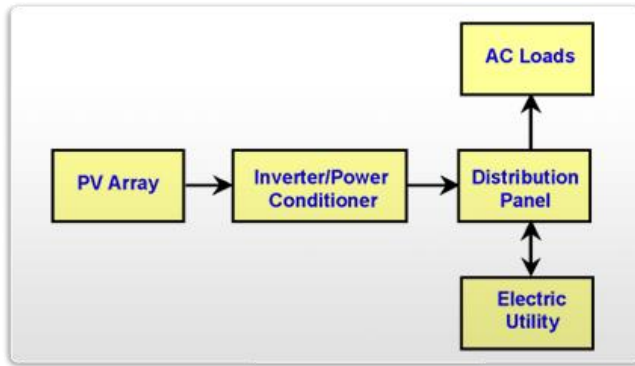 AC Loads
PV Array
Inverter/Power
Conditioner
Distribution
Panel
Electric
Utility